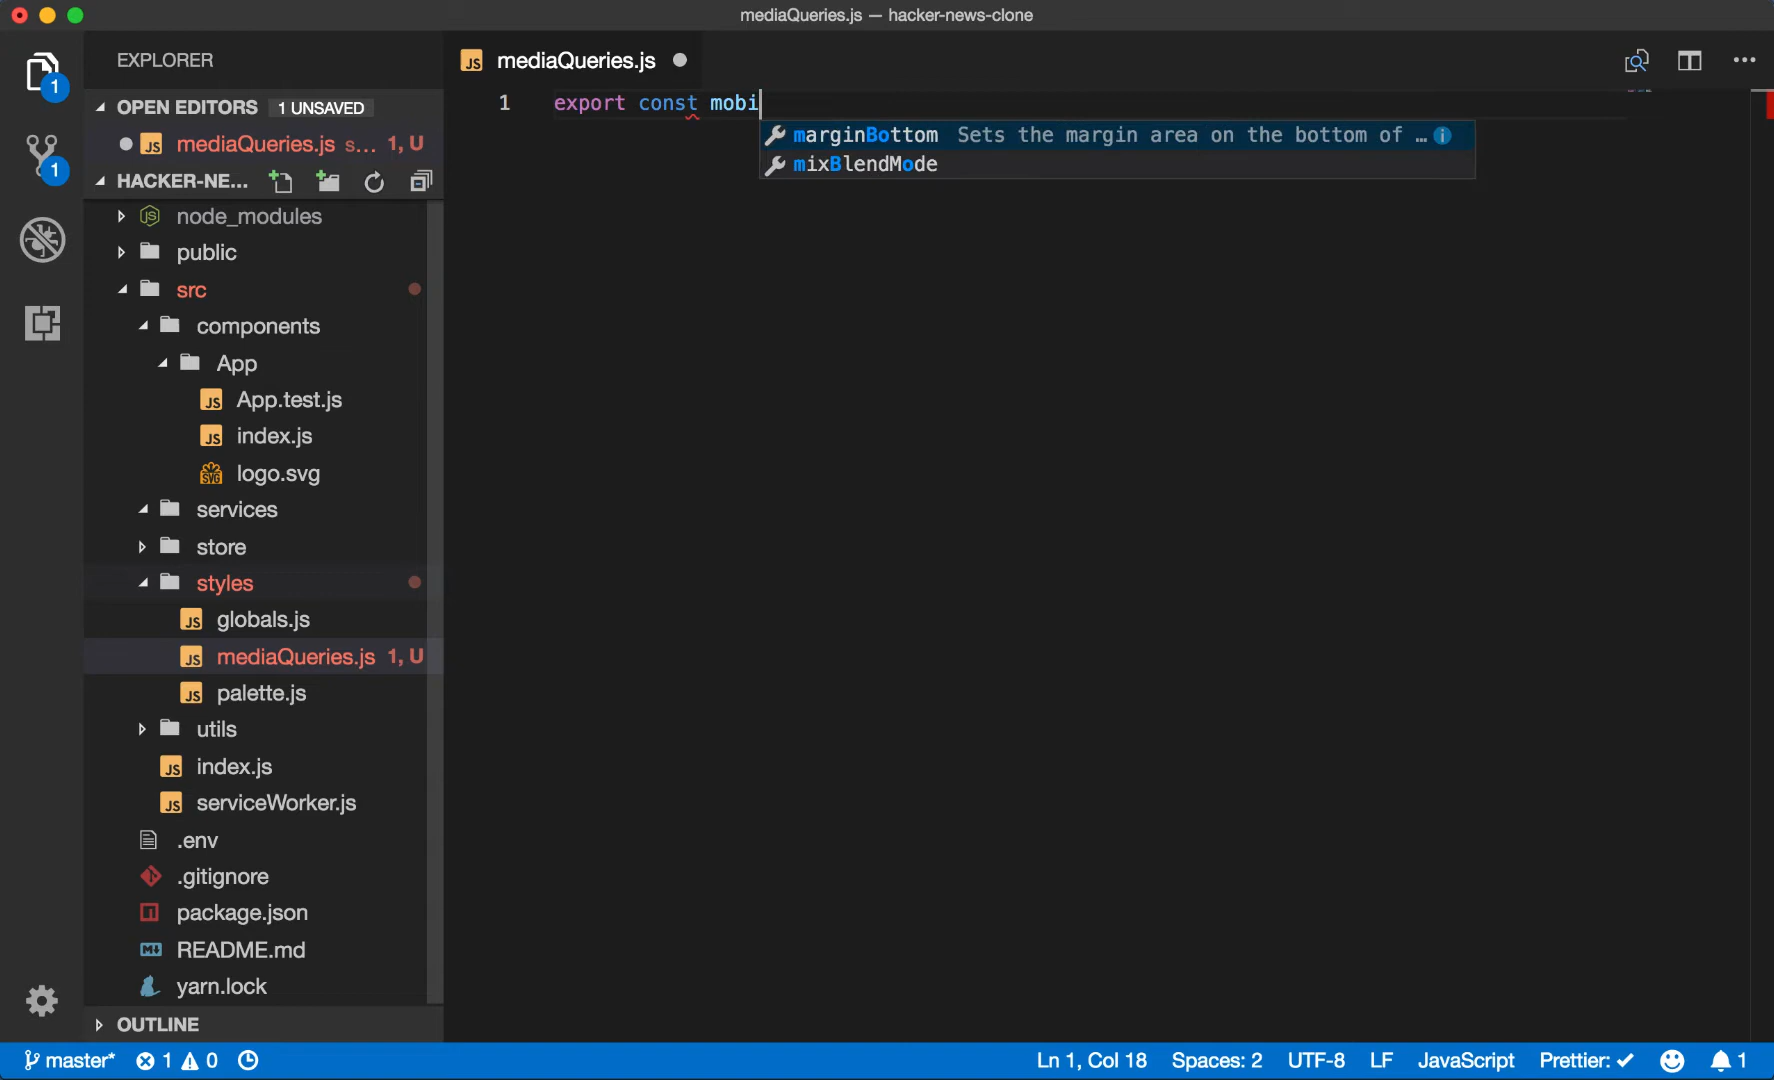 mediaQueries.js — hacker-news-clone
EXPLORER
OPEN EDITORS 1 UNSAVED
mediaQueries.js s... 1, U
HACKER-NE...
node_modules
public
src
components
App
App.test.js
index.js
logo.svg
services
store
styles
globals.js
mediaQueries.js 1, U
palette.js
utils
index.js
serviceWorker.js
.env
.gitignore
package.json
README.md
yarn.lock
OUTLINE
1
1
JS mediaQueries.js
1 export const mobi
marginBottom Sets the margin area on the bottom of …
mixBlendMode
master* 1 0 Ln 1, Col 18 Spaces: 2 UTF-8 LF JavaScript Prettier: ✓ 1